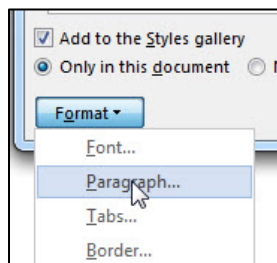 Add to the Styles gallery
Only in this document
Format
Font...
Paragraph...
Tabs...
Border...